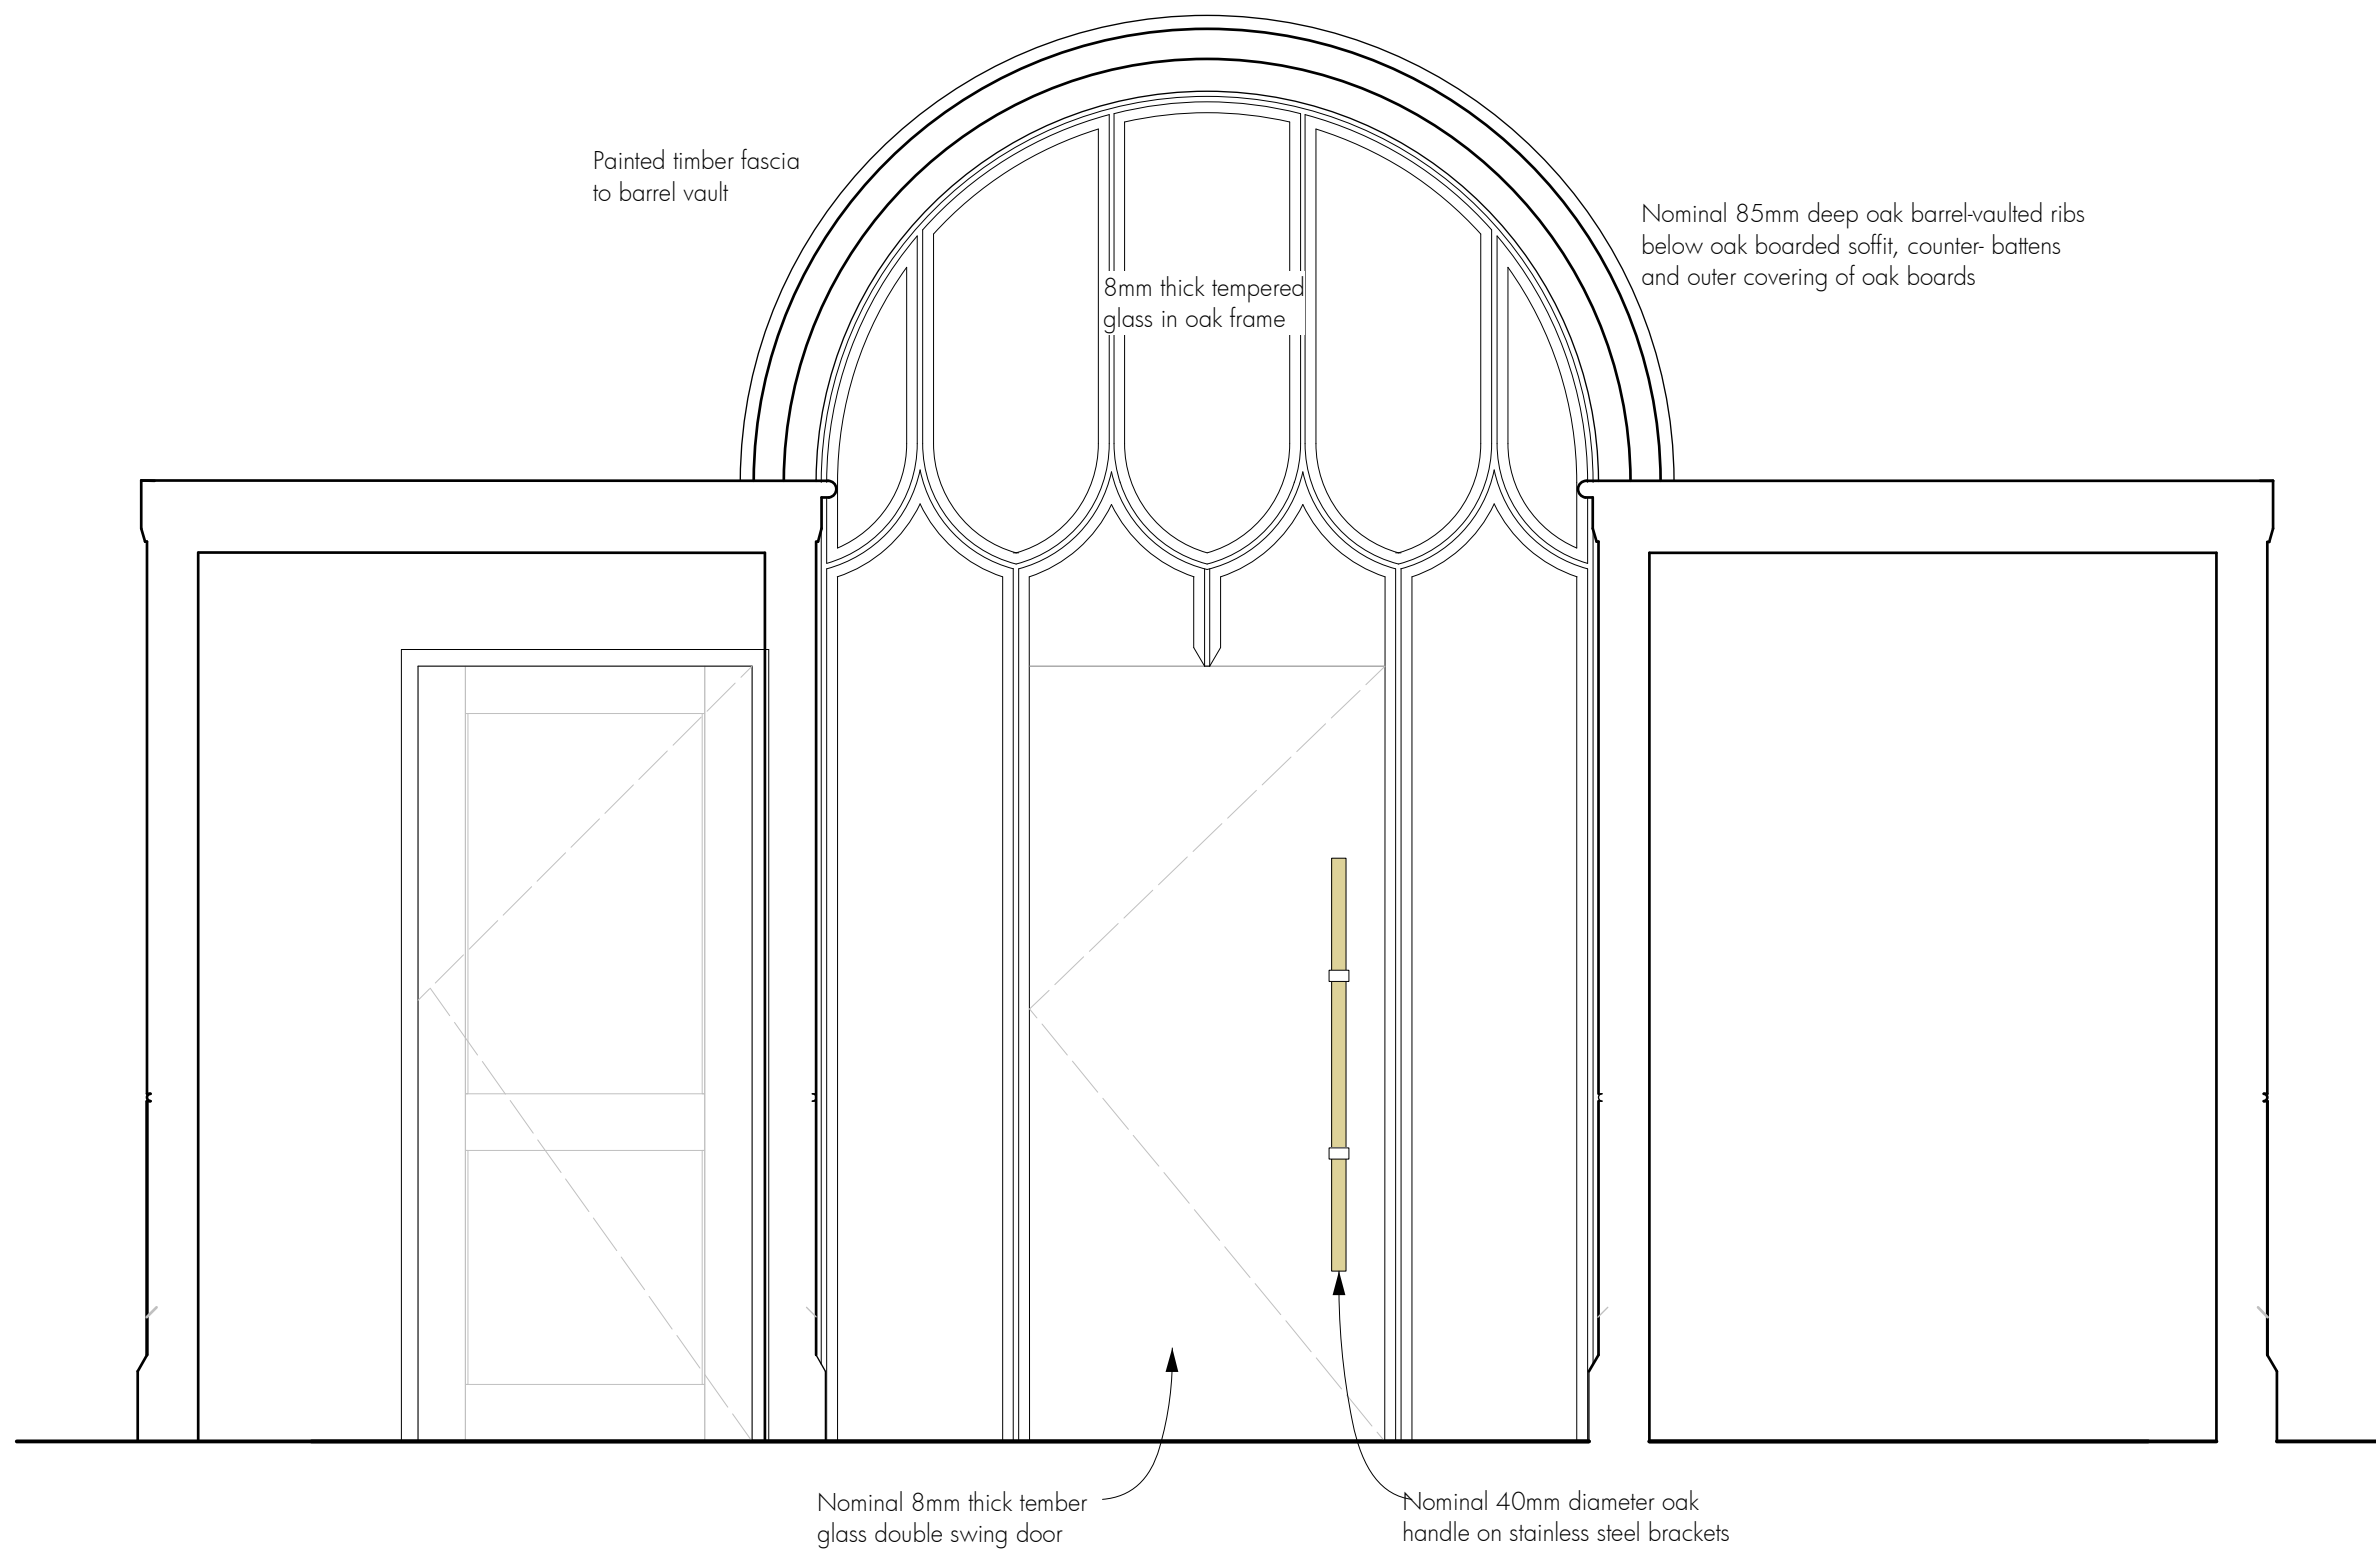 Painted timber fascia
to barrel vault
Nominal 85mm deep oak barrel-vaulted ribs
below oak boarded soffit, counter- battens
and outer covering of oak boards
8mm thick tempered
glass in oak frame
Nominal 8mm thick tember
glass double swing door
Nominal 40mm diameter oak
handle on stainless steel brackets